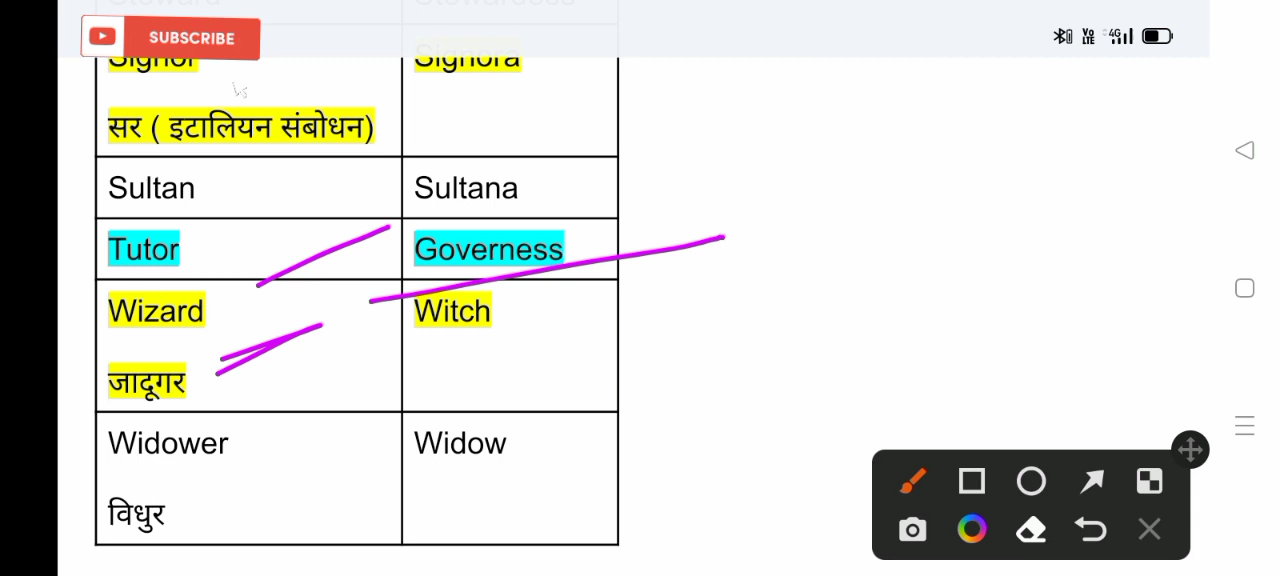 SUBSCRIBE
Signor Signora
सर ( इटालियन संबोधन)
Sultan Sultana
Tutor Governess
Wizard Witch
जादूगर
Widower Widow
विधुर